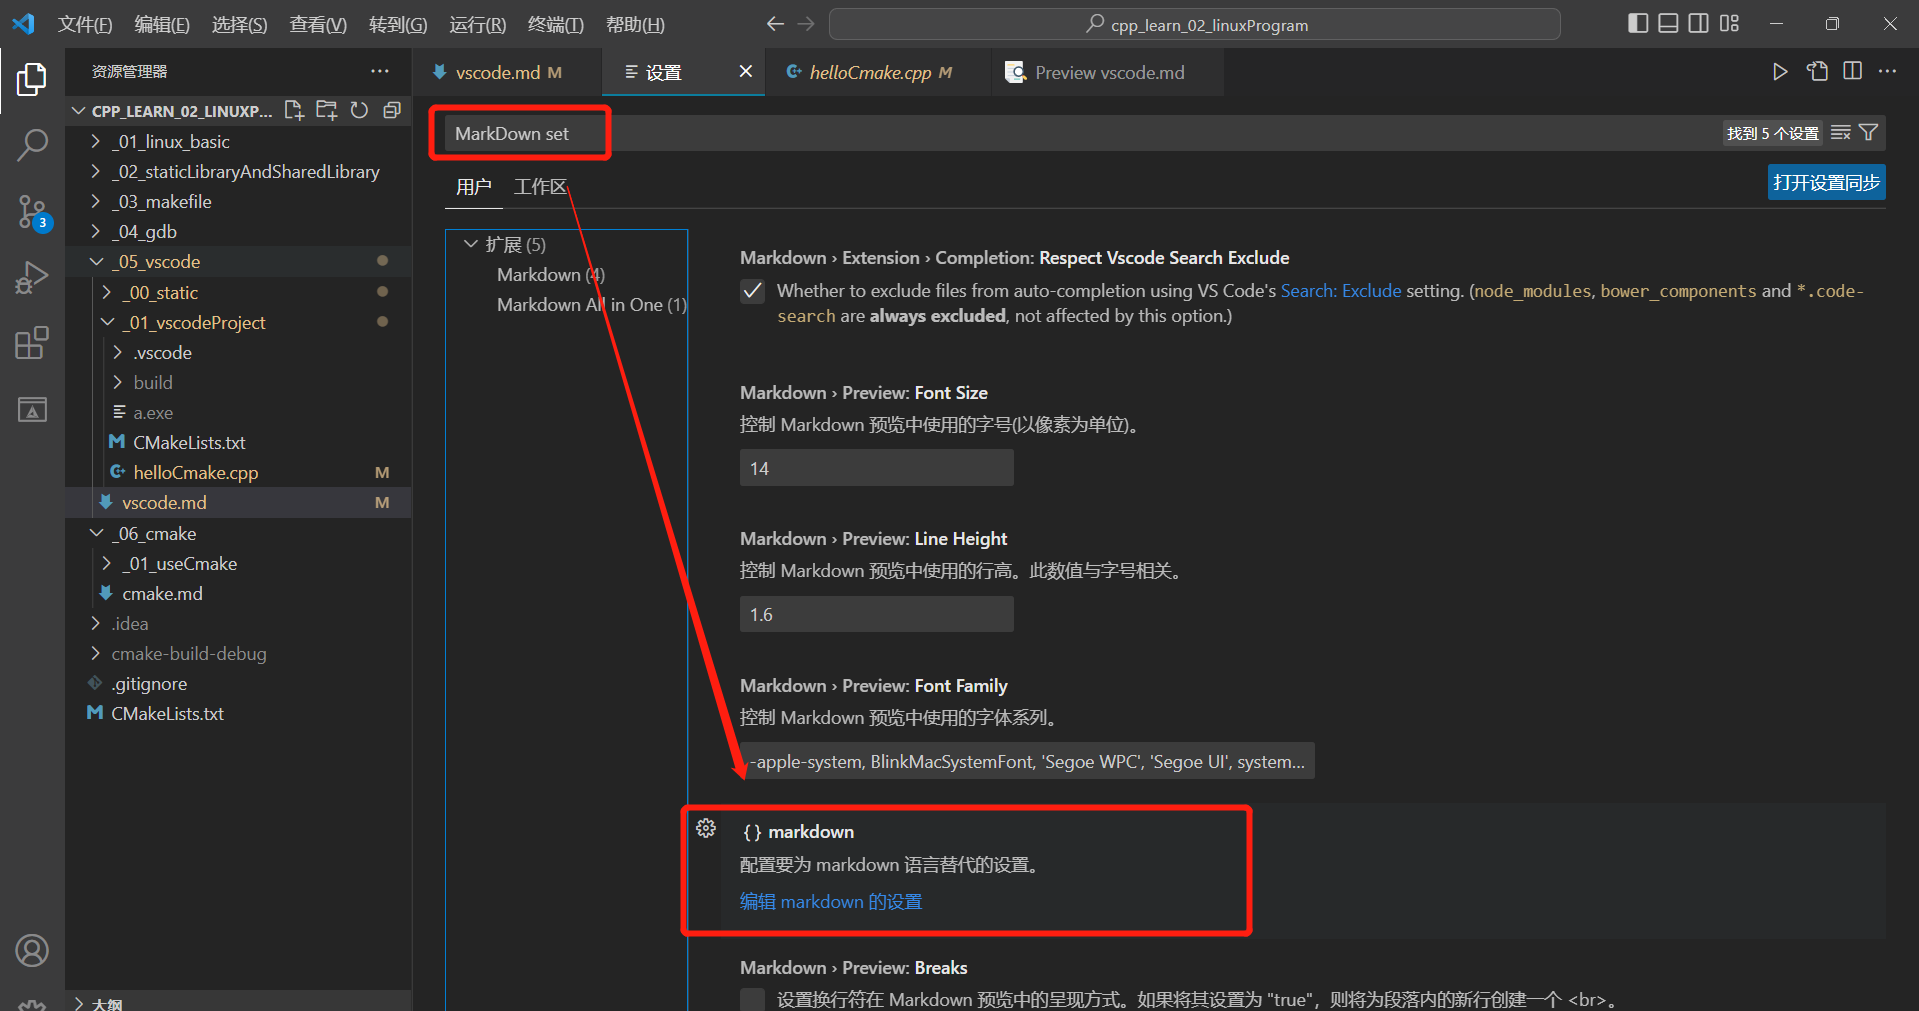 文件(F) 编辑(E) 选择(S) 查看(V) 转到(G) 运行(R) 终端(T) 帮助(H) cpp_learn_02_linuxProgram
资源管理器
CPP_LEARN_02_LINUXP...
_01_linux_basic
_02_staticLibraryAndSharedLibrary
_03_makefile
_04_gdb
_05_vscode
_00_static
_01_vscodeProject
.vscode
build
a.exe
CMakeLists.txt
helloCmake.cpp M
vscode.md M
_06_cmake
_01_useCmake
cmake.md
.idea
cmake-build-debug
.gitignore
CMakeLists.txt
大纲
3
vscode.md M 设置 helloCmake.cpp M Preview vscode.md
MarkDown set 找到 5 个设置
用户 工作区 打开设置同步
扩展 (5)
Markdown (4)
Markdown All in One (1)
Markdown › Extension › Completion: Respect Vscode Search Exclude
Whether to exclude files from auto-completion using VS Code's Search: Exclude setting. (node_modules, bower_components and *.code-
search are always excluded, not affected by this option.)
Markdown › Preview: Font Size
控制 Markdown 预览中使用的字号(以像素为单位)。
14
Markdown › Preview: Line Height
控制 Markdown 预览中使用的行高。此数值与字号相关。
1.6
Markdown › Preview: Font Family
控制 Markdown 预览中使用的字体系列。
-apple-system, BlinkMacSystemFont, 'Segoe WPC', 'Segoe UI', system...
{} markdown
配置要为 markdown 语言替代的设置。
编辑 markdown 的设置
Markdown › Preview: Breaks
设置换行符在 Markdown 预览中的呈现方式。如果将其设置为 "true"，则将为段落内的新行创建一个 <br>。